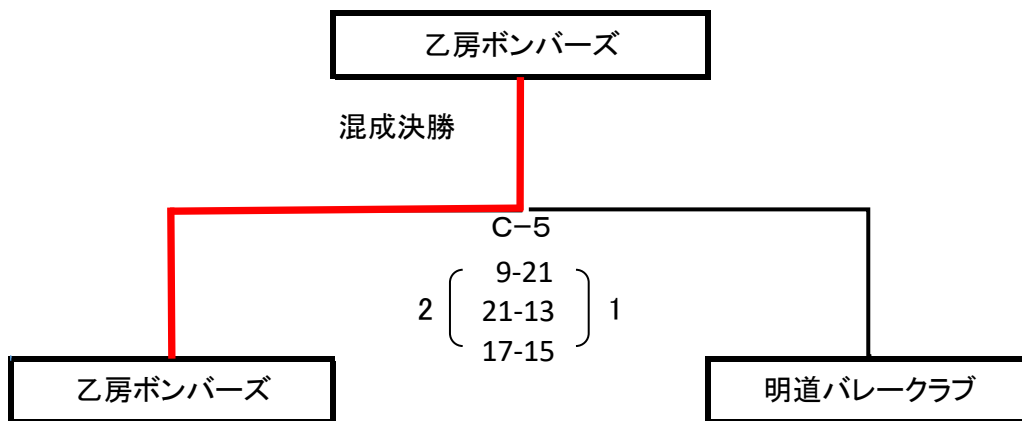 乙房ボンバーズ
混成決勝
C-5
9-21
2 21-13 1
17-15
乙房ボンバーズ 明道バレークラブ